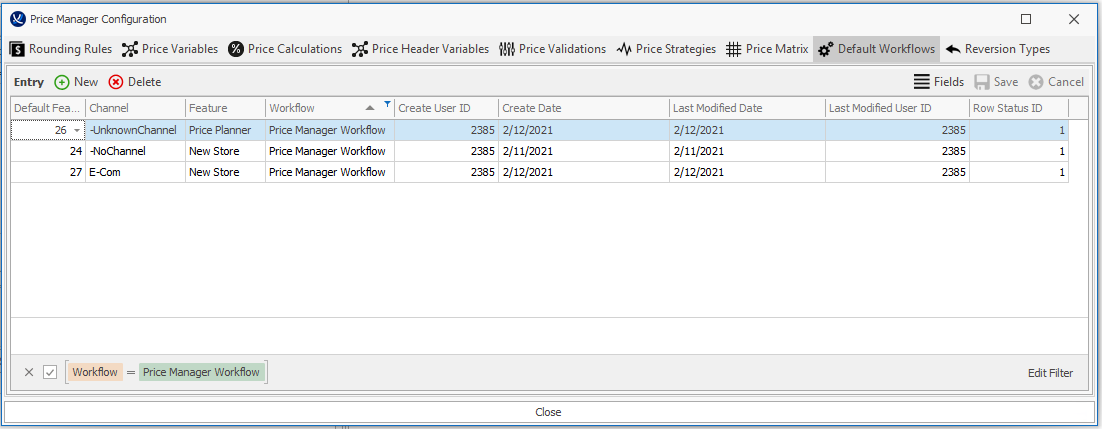 Price Manager Configuration
Rounding Rules Price Variables Price Calculations Price Header Variables Price Validations Price Strategies Price Matrix Default Workflows Reversion Types
Entry New Delete Fields Save Cancel
Default Fea... Channel Feature Workflow Create User ID Create Date Last Modified Date Last Modified User ID Row Status ID
26 -UnknownChannel Price Planner Price Manager Workflow 2385 2/12/2021 2/12/2021 2385 1
24 -NoChannel New Store Price Manager Workflow 2385 2/11/2021 2/11/2021 2385 1
27 E-Com New Store Price Manager Workflow 2385 2/12/2021 2/12/2021 2385 1
Workflow = Price Manager Workflow Edit Filter
Close